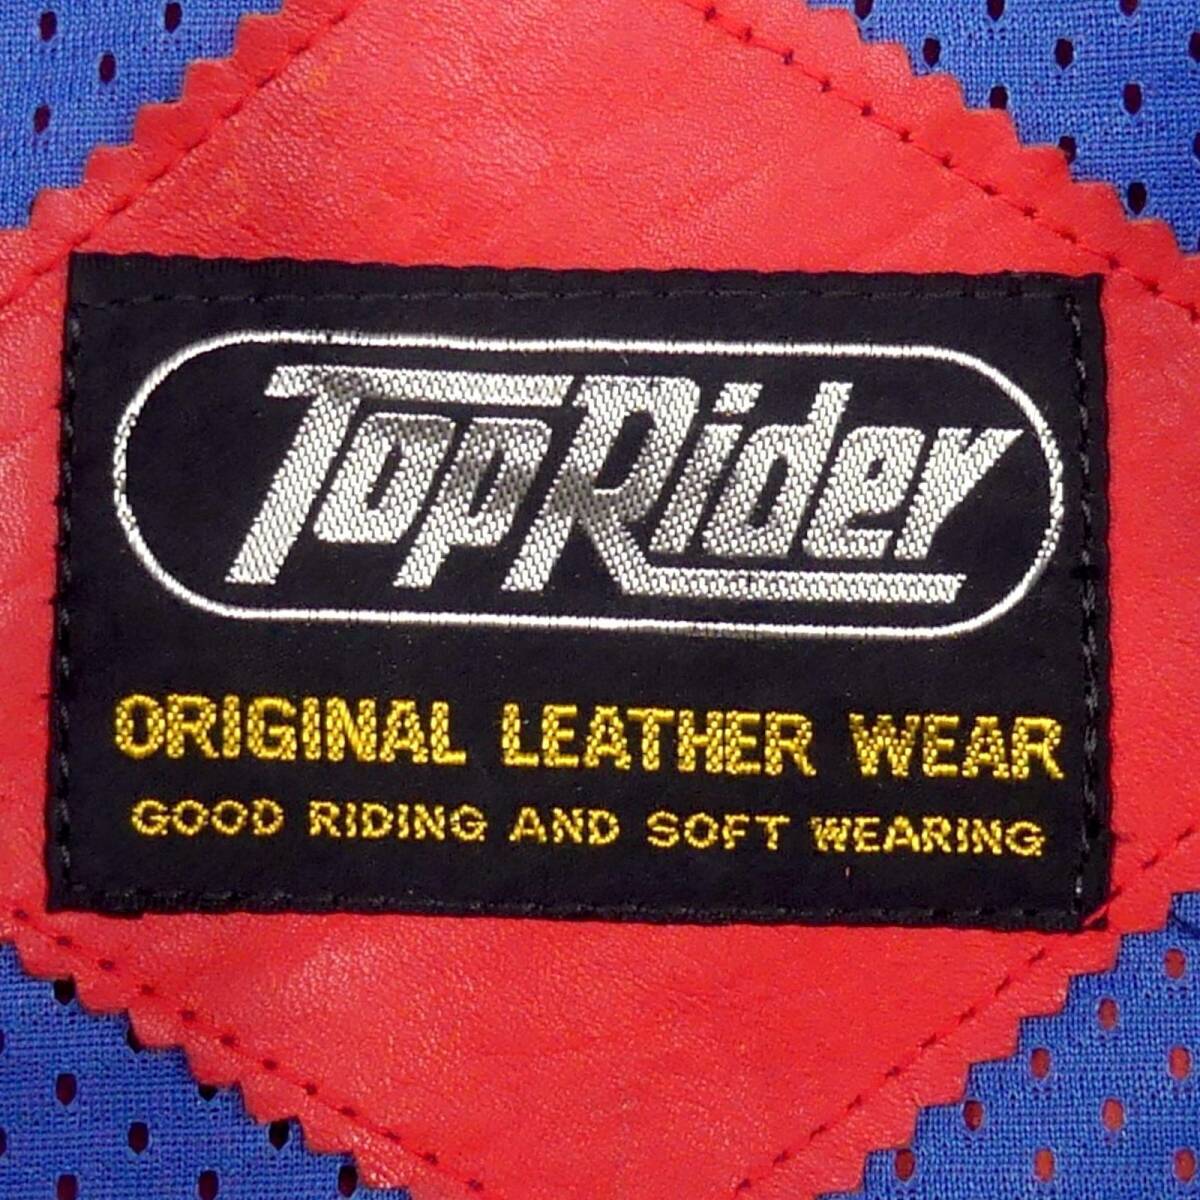 TopRider
ORIGINAL LEATHER WEAR
GOOD RIDING AND SOFT WEARING